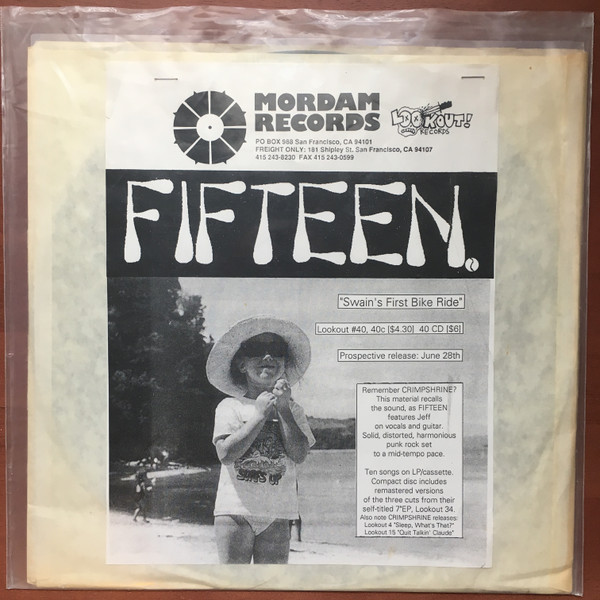 MORDAM
RECORDS
LOOKOUT!
RECORDS
PO BOX 988 San Francisco, CA 94101
FREIGHT ONLY: 181 Shipley St. San Francisco, CA 94107
415 243-8230 FAX 415 243-0599
FIFTEEN.
"Swain's First Bike Ride"
Lookout #40, 40c [$4.30] 40 CD [$6]
Prospective release: June 28th
Remember CRIMPSHRINE?
This material recalls
the sound, as FIFTEEN
features Jeff
on vocals and guitar.
Solid, distorted, harmonious
punk rock set
to a mid-tempo pace.
Ten songs on LP/cassette.
Compact disc includes
remastered versions
of the three cuts from their
self-titled 7"EP, Lookout 34.
Also note CRIMPSHRINE releases:
Lookout 4 "Sleep, What's That?"
Lookout 15 "Quit Talkin' Claude"